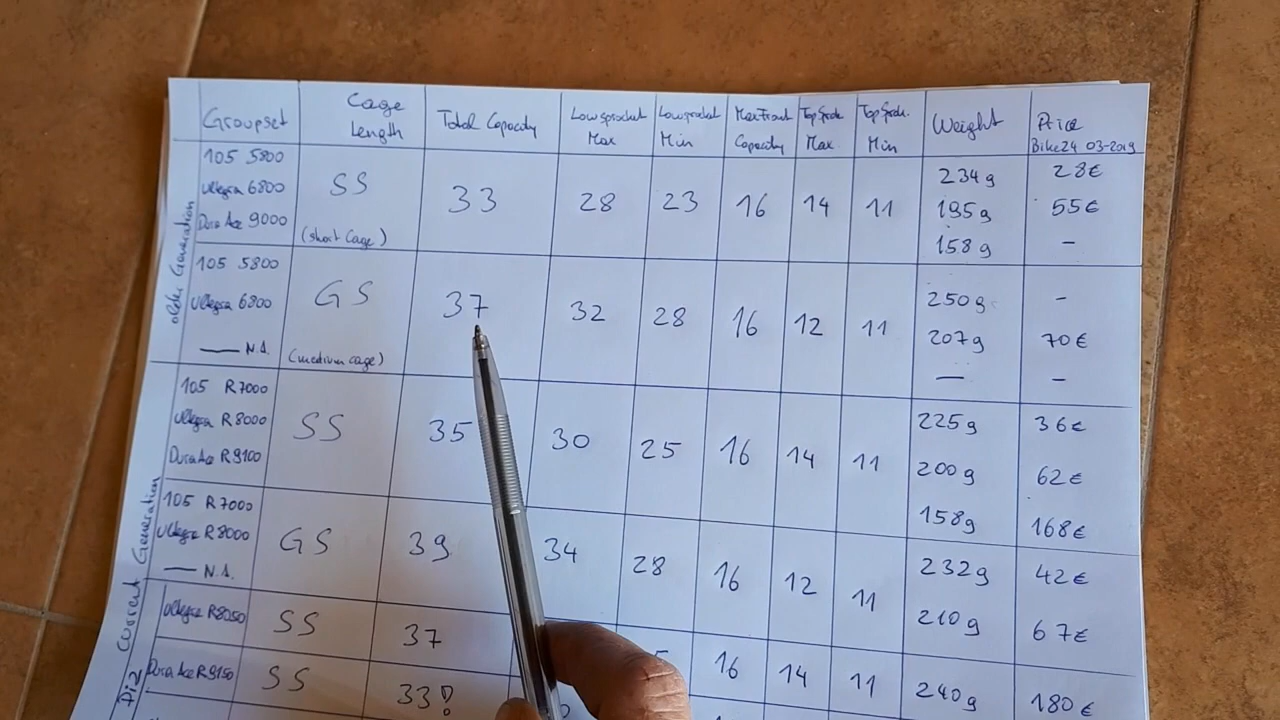 Groupset Cage Length Total Capacity Low sprocket Max Low sprocket Min Max Front Capacity Top Sprock. Max Top Sprock. Min Weight Price Bike24 03-2019
older Generation
105 5800 SS 33 28 23 16 14 11 234g 28€
Ultegra 6800 195g 55€
Dura Ace 9000 (short Cage) 158g –
105 5800 GS 37 32 28 16 12 11 250g –
Ultegra 6800 207g 70€
— N.A. (medium cage) — –
Current Generation
105 R7000 SS 35 30 25 16 14 11 225g 36€
Ultegra R8000 200g 62€
Dura Ace R9100 158g 168€
105 R7000 GS 39 34 28 16 12 11 232g 42€
Ultegra R8000 210g 67€
— N.A.
Di2
Ultegra R8050 SS 37 16 14 11 240g 180€
Dura Ace R9150 SS 33!